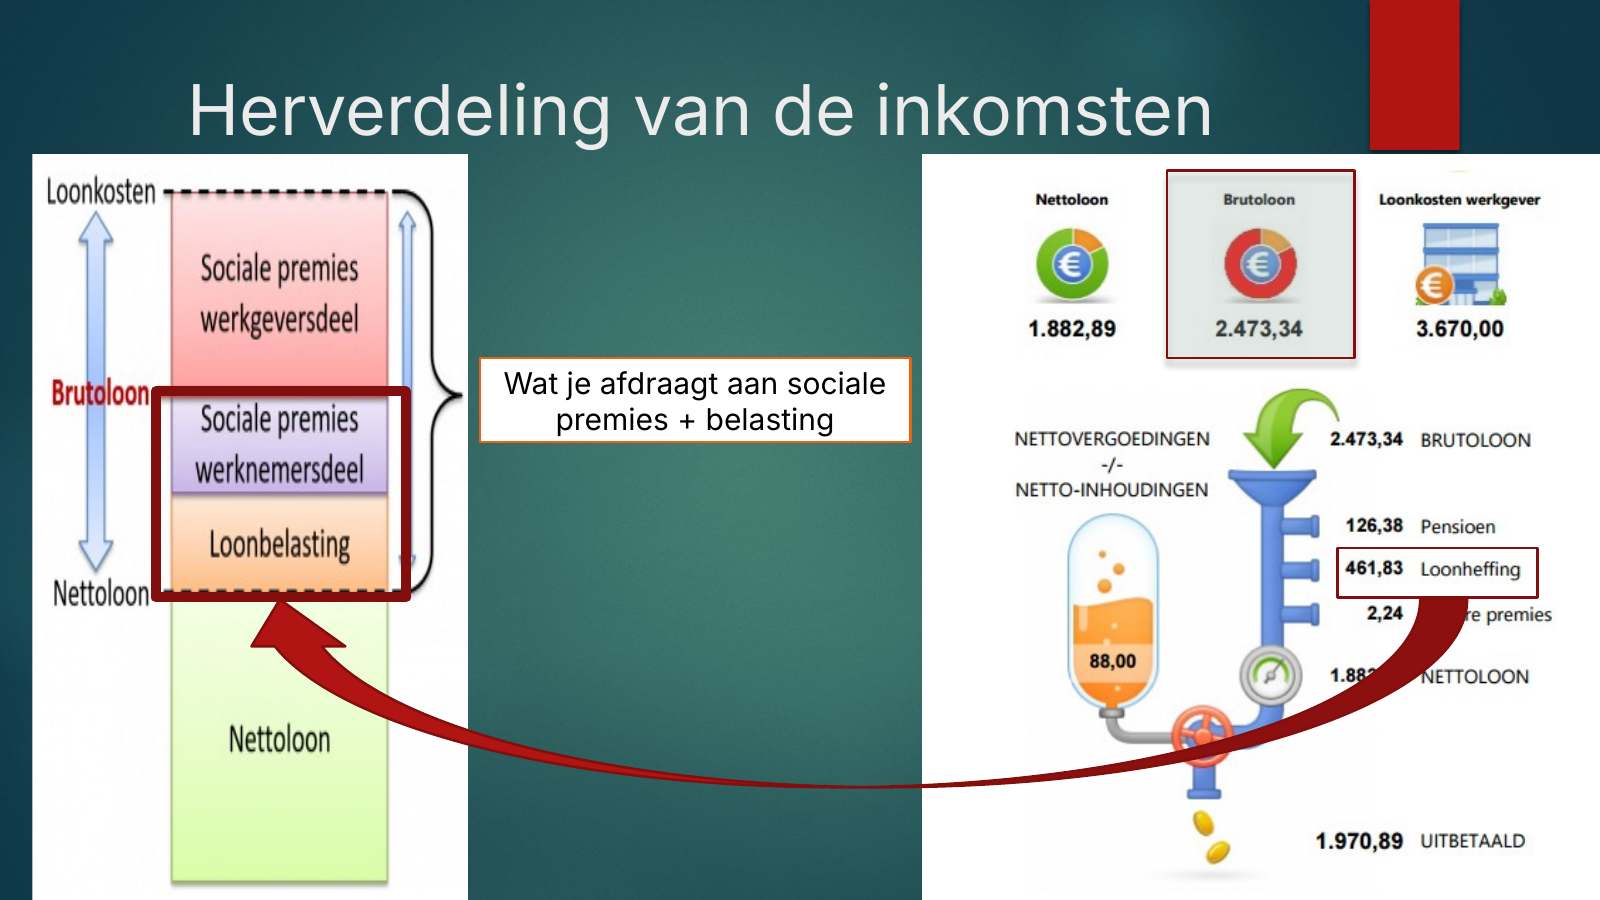 Herverdeling van de inkomsten
Loonkosten
Sociale premies
werkgeversdeel
Brutoloon
Sociale premies
werknemersdeel
Loonbelasting
Nettoloon
Nettoloon
Wat je afdraagt aan sociale
premies + belasting
Nettoloon
Brutoloon
Loonkosten werkgever
€
€
€
1.882,89
2.473,34
3.670,00
NETTOVERGOEDINGEN
-/-
NETTO-INHOUDINGEN
88,00
2.473,34 BRUTOLOON
126,38 Pensioen
461,83 Loonheffing
2,24 premies
NETTOLOON
1.970,89 UITBETAALD